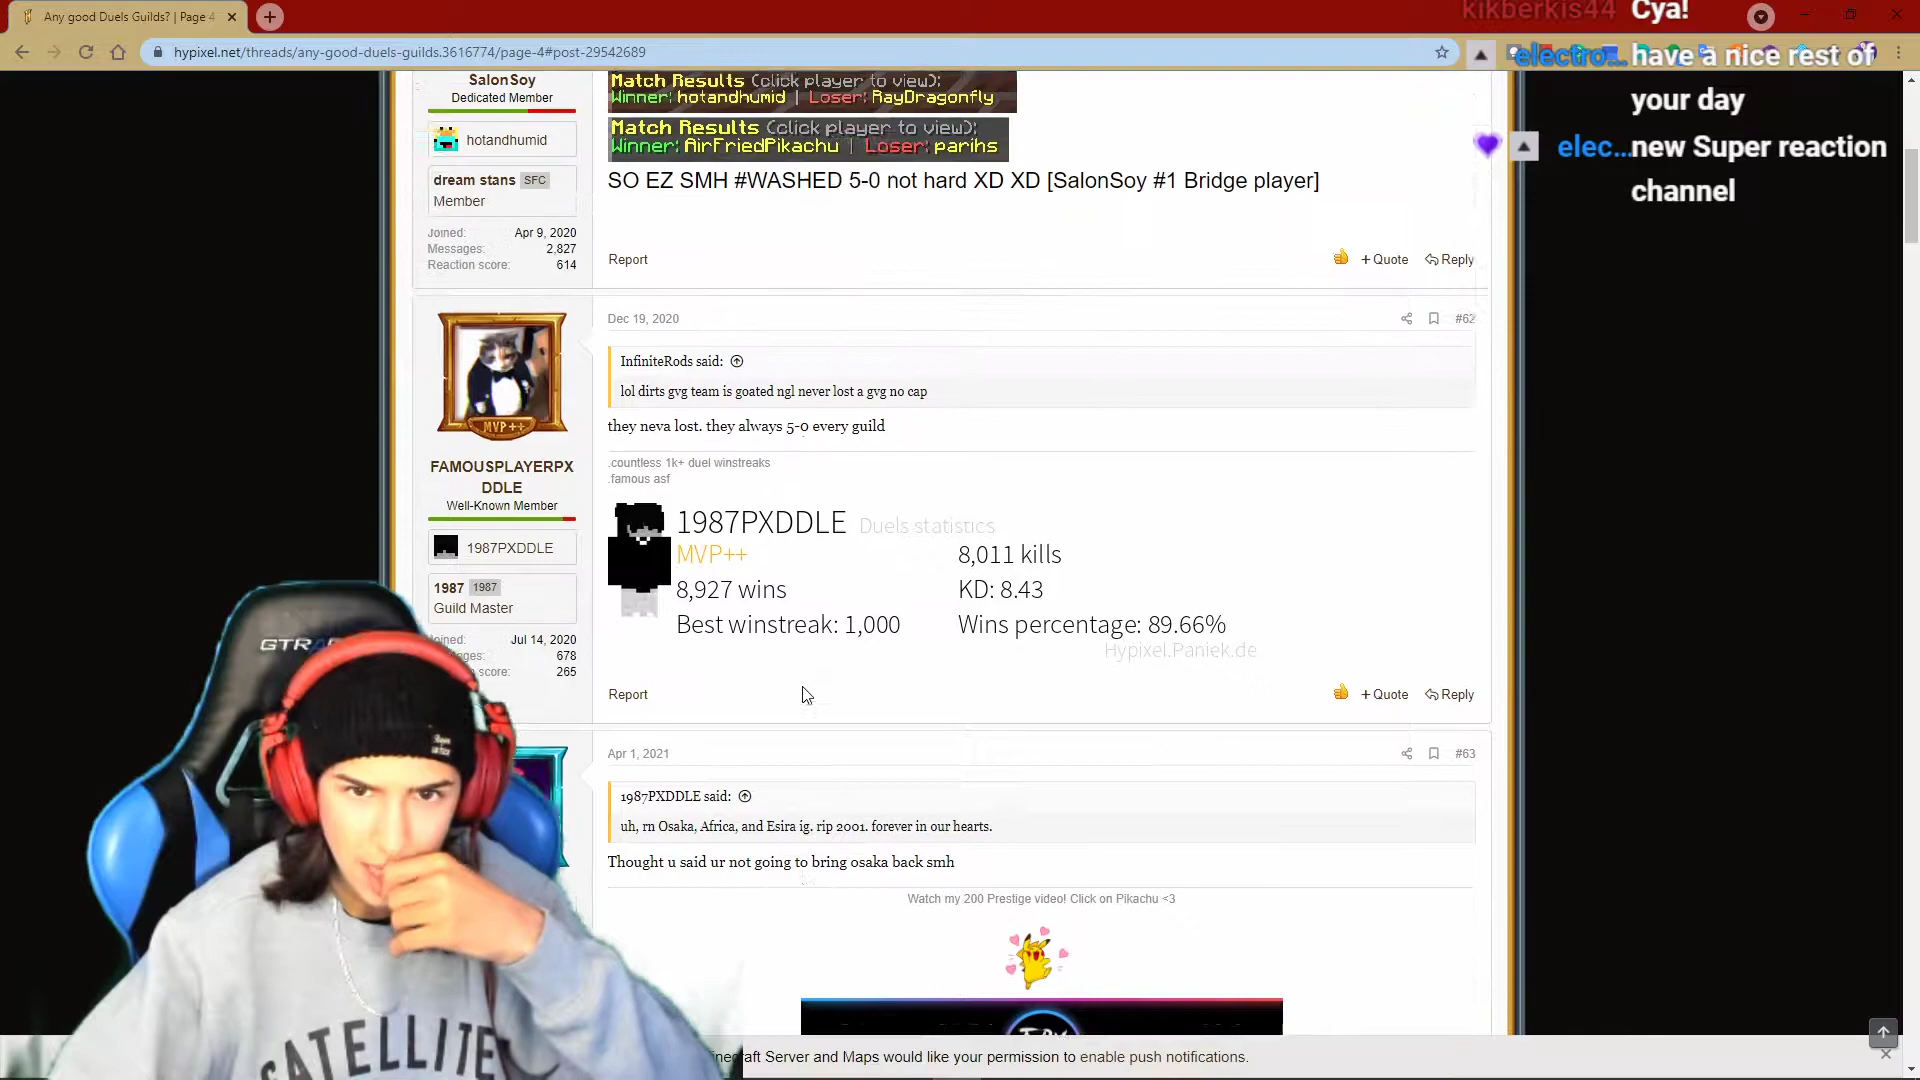 Any good Duels Guilds? | Page 4
hypixel.net/threads/any-good-duels-guilds.3616774/page-4#post-29542689
kikberkis44 Cya!
electro... have a nice rest of
your day
elec... new Super reaction
channel
SalonSoy
Dedicated Member
hotandhumid
dream stans SFC
Member
Joined: Apr 9, 2020
Messages: 2,827
Reaction score: 614
Match Results (click player to view):
Winner: hotandhumid | Loser: RayDragonfly
Match Results (click player to view):
Winner: AirFriedPikachu | Loser: parihs
SO EZ SMH #WASHED 5-0 not hard XD XD [SalonSoy #1 Bridge player]
Report
+ Quote Reply
MVP++
FAMOUSPLAYERPX
DDLE
Well-Known Member
1987PXDDLE
1987 1987
Guild Master
oined: Jul 14, 2020
ages: 678
score: 265
Dec 19, 2020 #62
InfiniteRods said:
lol dirts gvg team is goated ngl never lost a gvg no cap
they neva lost. they always 5-0 every guild
.countless 1k+ duel winstreaks
.famous asf
1987PXDDLE Duels statistics
MVP++ 8,011 kills
8,927 wins KD: 8.43
Best winstreak: 1,000 Wins percentage: 89.66%
Hypixel.Paniek.de
Report
+ Quote Reply
Apr 1, 2021 #63
1987PXDDLE said:
uh, rn Osaka, Africa, and Esira ig. rip 2001. forever in our hearts.
Thought u said ur not going to bring osaka back smh
Watch my 200 Prestige video! Click on Pikachu <3
necraft Server and Maps would like your permission to enable push notifications.
SATELLITE